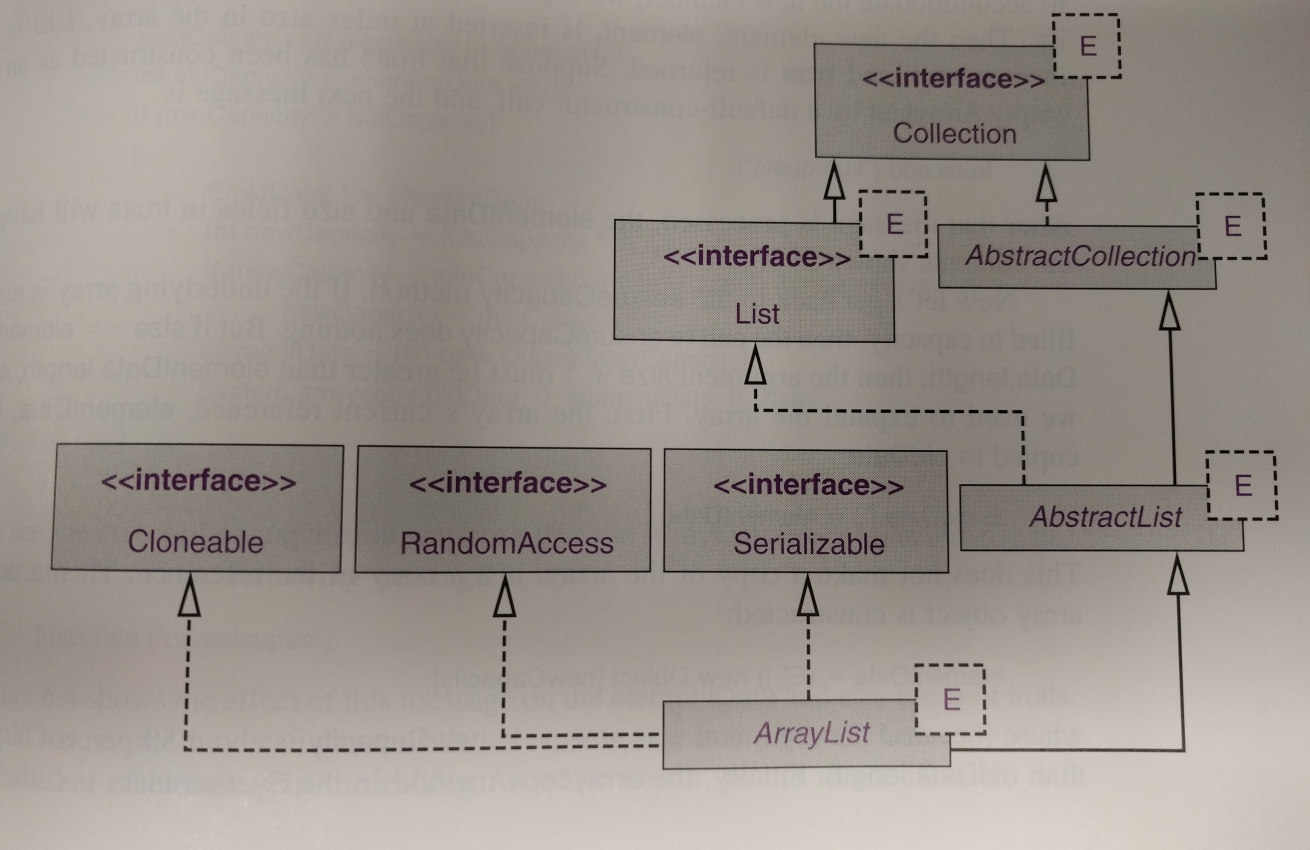 E
<<interface>>
Collection
E
<<interface>>
List
E
AbstractCollection
<<interface>>
Cloneable
<<interface>>
RandomAccess
<<interface>>
Serializable
E
AbstractList
E
ArrayList